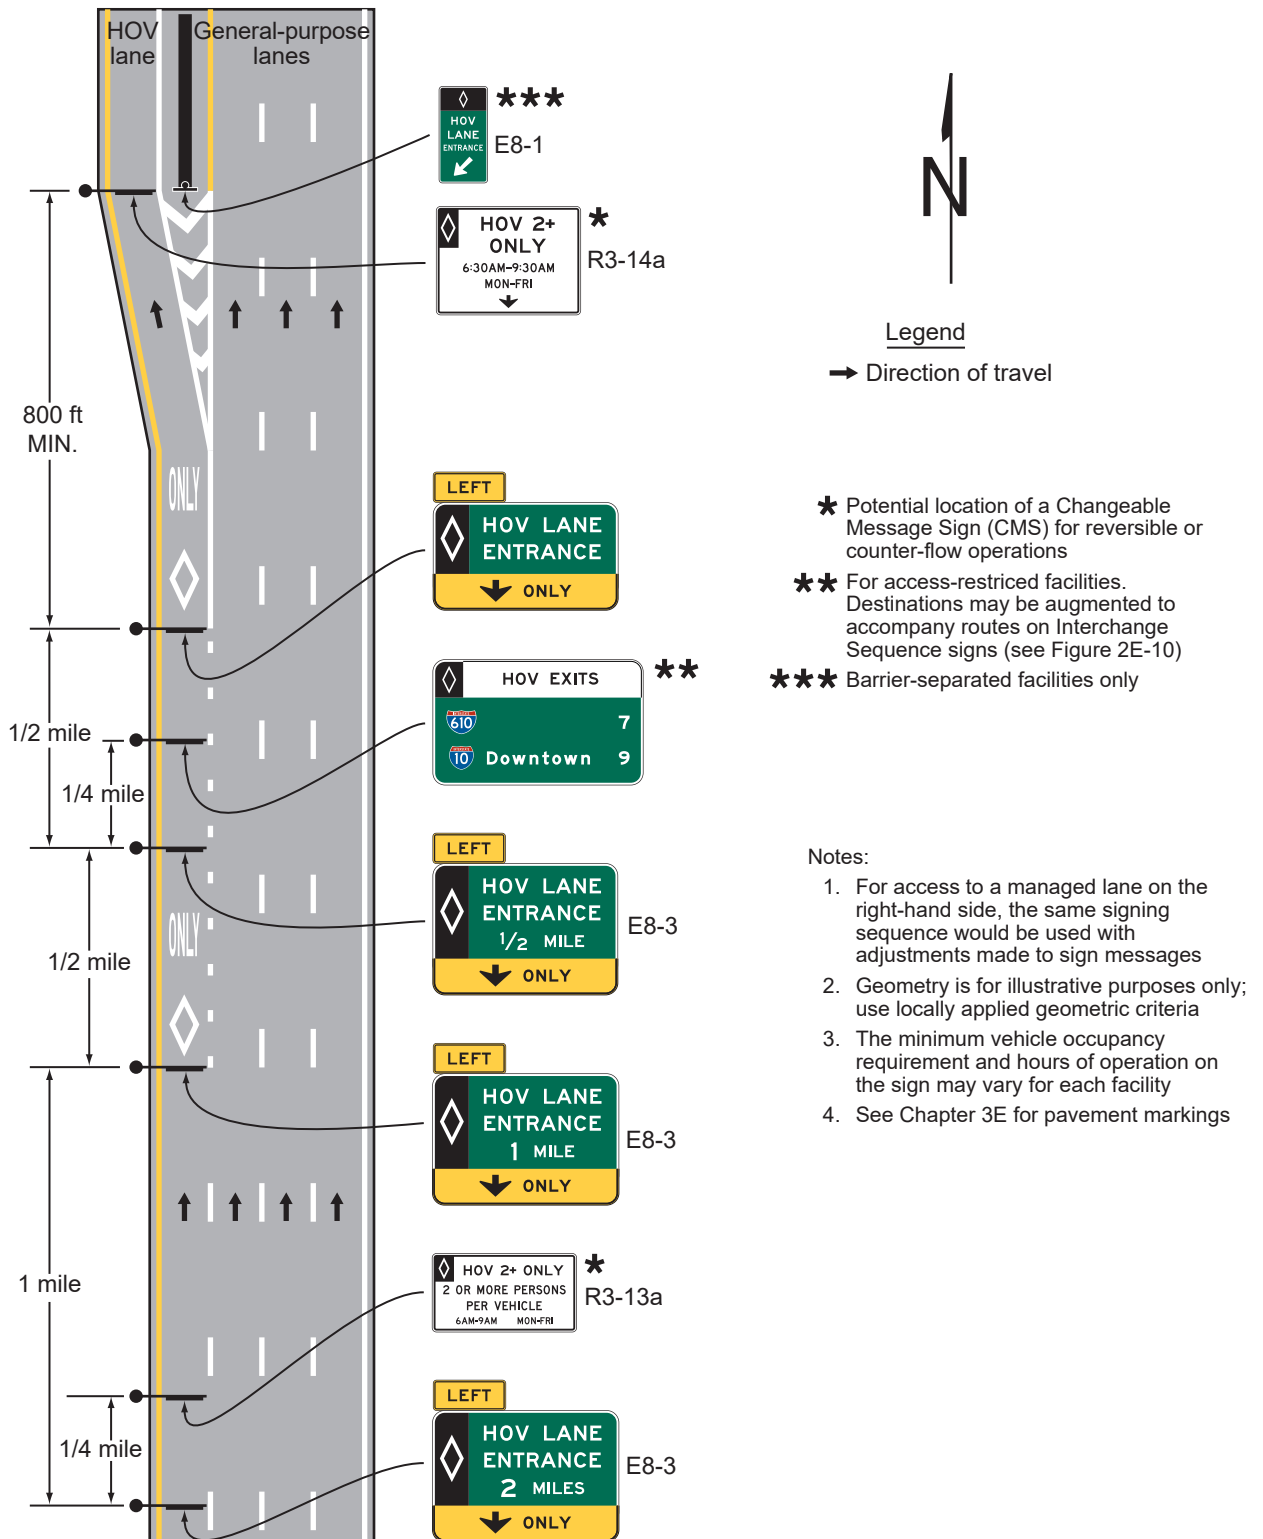 HOV
lane
General-purpose
lanes
HOV
LANE
ENTRANCE
★★★
E8-1
HOV 2+
ONLY
6:30AM–9:30AM
MON-FRI
★
R3-14a
N
Legend
Direction of travel
800 ft
MIN.
ONLY
LEFT
HOV LANE
ENTRANCE
ONLY
★ Potential location of a Changeable
Message Sign (CMS) for reversible or
counter-flow operations
★★ For access-restriced facilities.
Destinations may be augmented to
accompany routes on Interchange
Sequence signs (see Figure 2E-10)
★★★ Barrier-separated facilities only
1/2 mile
1/4 mile
HOV EXITS
★★
INTERSTATE
610 7
INTERSTATE
10 Downtown 9
LEFT
HOV LANE
ENTRANCE
1/2 MILE
ONLY
E8-3
ONLY
1/2 mile
Notes:
1. For access to a managed lane on the
right-hand side, the same signing
sequence would be used with
adjustments made to sign messages
2. Geometry is for illustrative purposes only;
use locally applied geometric criteria
3. The minimum vehicle occupancy
requirement and hours of operation on
the sign may vary for each facility
4. See Chapter 3E for pavement markings
LEFT
HOV LANE
ENTRANCE
1 MILE
ONLY
E8-3
1 mile
HOV 2+ ONLY
2 OR MORE PERSONS
PER VEHICLE
6AM-9AM MON-FRI
★
R3-13a
1/4 mile
LEFT
HOV LANE
ENTRANCE
2 MILES
ONLY
E8-3